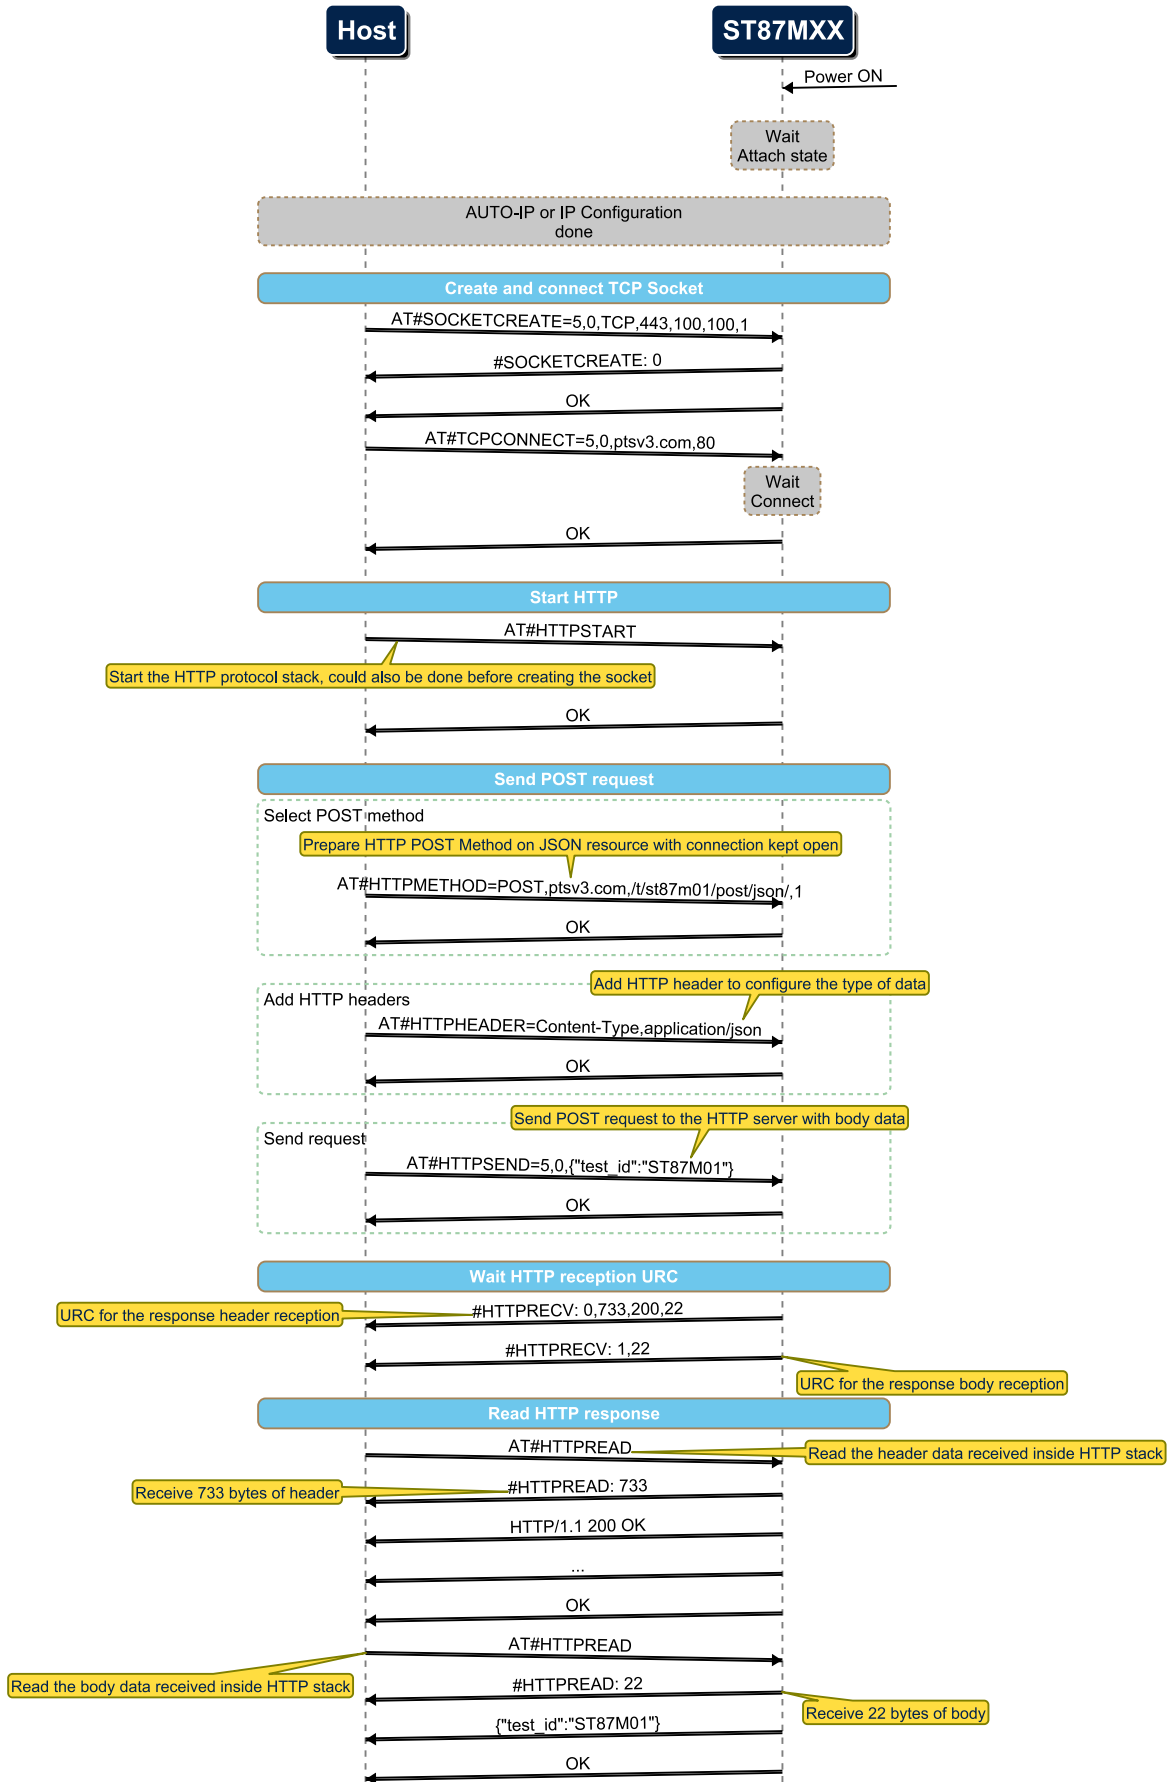 Host
ST87MXX
Power ON
Wait
Attach state
AUTO-IP or IP Configuration
done
Create and connect TCP Socket
AT#SOCKETCREATE=5,0,TCP,443,100,100,1
#SOCKETCREATE: 0
OK
AT#TCPCONNECT=5,0,ptsv3.com,80
Wait
Connect
OK
Start HTTP
AT#HTTPSTART
Start the HTTP protocol stack, could also be done before creating the socket
OK
Send POST request
Select POST method
Prepare HTTP POST Method on JSON resource with connection kept open
AT#HTTPMETHOD=POST,ptsv3.com,/t/st87m01/post/json/,1
OK
Add HTTP header to configure the type of data
Add HTTP headers
AT#HTTPHEADER=Content-Type,application/json
OK
Send POST request to the HTTP server with body data
Send request
AT#HTTPSEND=5,0,{"test_id":"ST87M01"}
OK
Wait HTTP reception URC
#HTTPRECV: 0,733,200,22
URC for the response header reception
#HTTPRECV: 1,22
URC for the response body reception
Read HTTP response
AT#HTTPREAD
Read the header data received inside HTTP stack
#HTTPREAD: 733
Receive 733 bytes of header
HTTP/1.1 200 OK
...
OK
AT#HTTPREAD
Read the body data received inside HTTP stack
#HTTPREAD: 22
Receive 22 bytes of body
{"test_id":"ST87M01"}
OK